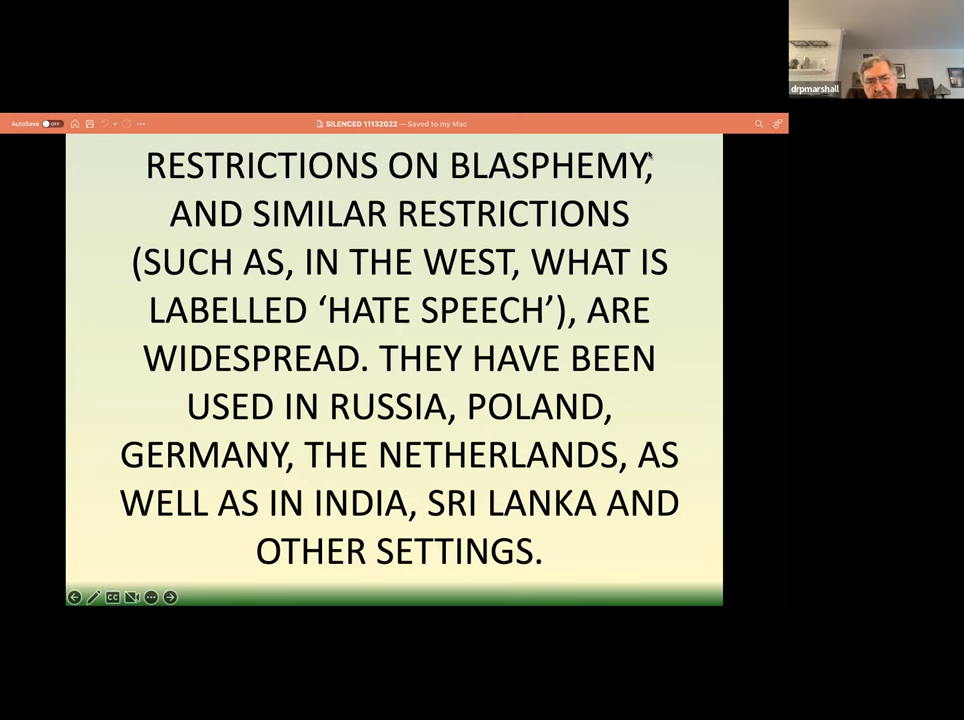 drpmarshall
AutoSave OFF
SILENCED 11132022 — Saved to my Mac
RESTRICTIONS ON BLASPHEMY,
AND SIMILAR RESTRICTIONS
(SUCH AS, IN THE WEST, WHAT IS
LABELLED ‘HATE SPEECH’), ARE
WIDESPREAD. THEY HAVE BEEN
USED IN RUSSIA, POLAND,
GERMANY, THE NETHERLANDS, AS
WELL AS IN INDIA, SRI LANKA AND
OTHER SETTINGS.
CC